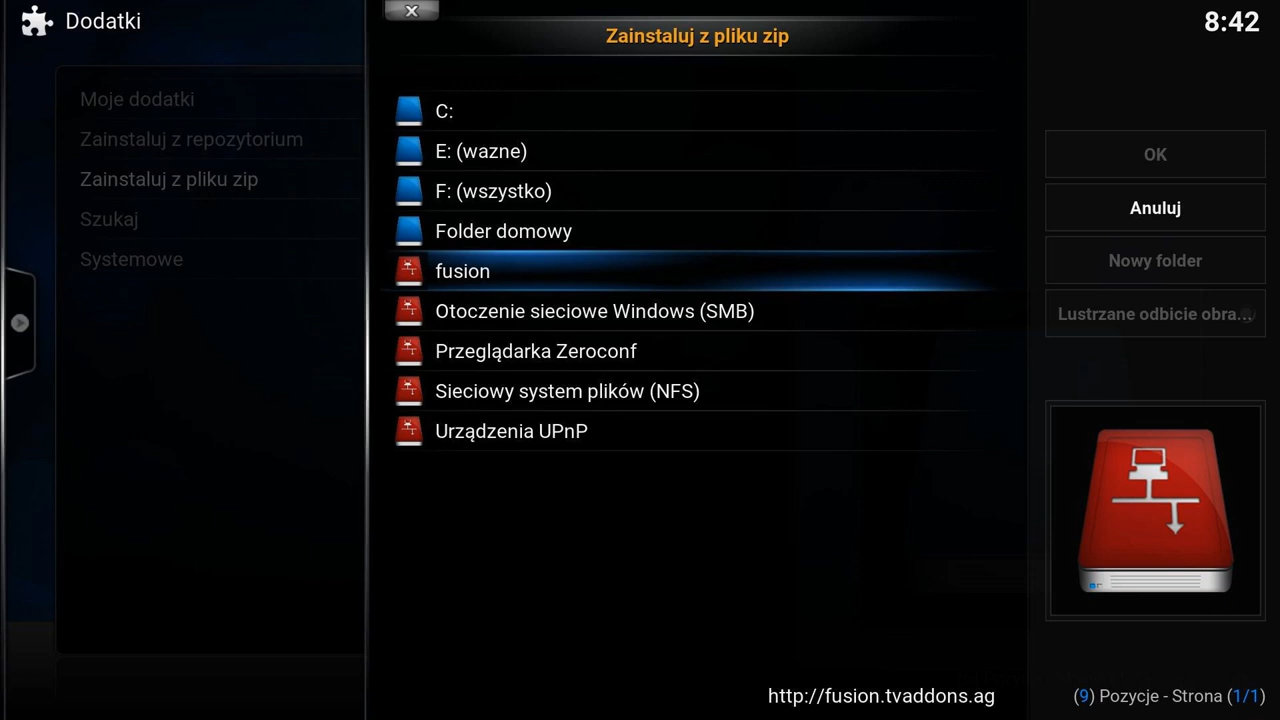 Dodatki
Moje dodatki
Zainstaluj z repozytorium
Zainstaluj z pliku zip
Szukaj
Systemowe
Zainstaluj z pliku zip
C:
E: (wazne)
F: (wszystko)
Folder domowy
fusion
Otoczenie sieciowe Windows (SMB)
Przeglądarka Zeroconf
Sieciowy system plików (NFS)
Urządzenia UPnP
http://fusion.tvaddons.ag
8:42
OK
Anuluj
Nowy folder
Lustrzane odbicie obra...
(9) Pozycje - Strona (1/1)